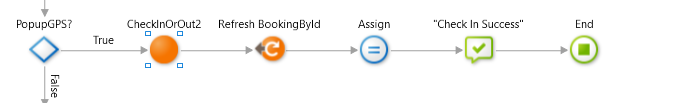 PopupGPS?
CheckInOrOut2
Refresh BookingById
Assign
"Check In Success"
End
True
False